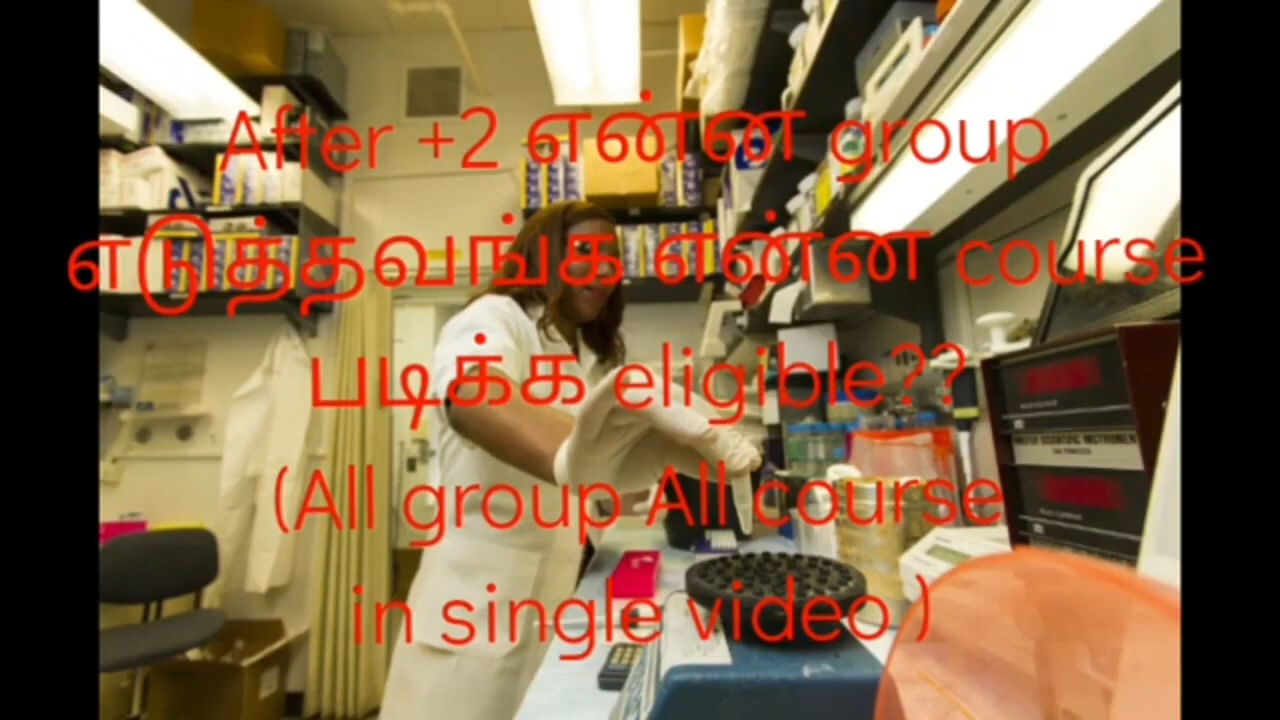 After +2 என்ன group
எடுத்தவங்க என்ன course
படிக்க eligible??
(All group All course
in single video )